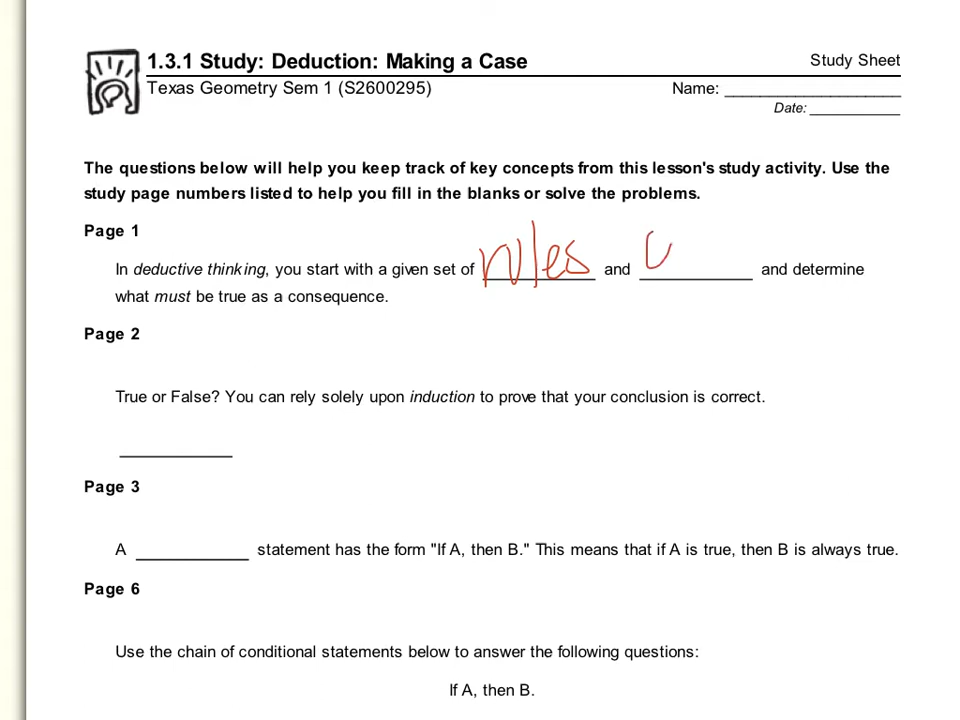 1.3.1 Study: Deduction: Making a Case
Study Sheet
Texas Geometry Sem 1 (S2600295)
Name: ____________________
Date: ____________
The questions below will help you keep track of key concepts from this lesson's study activity. Use the
study page numbers listed to help you fill in the blanks or solve the problems.
Page 1
In deductive thinking, you start with a given set of rules and ____________ and determine
what must be true as a consequence.
Page 2
True or False? You can rely solely upon induction to prove that your conclusion is correct.
____________
Page 3
A ____________ statement has the form "If A, then B." This means that if A is true, then B is always true.
Page 6
Use the chain of conditional statements below to answer the following questions:
If A, then B.